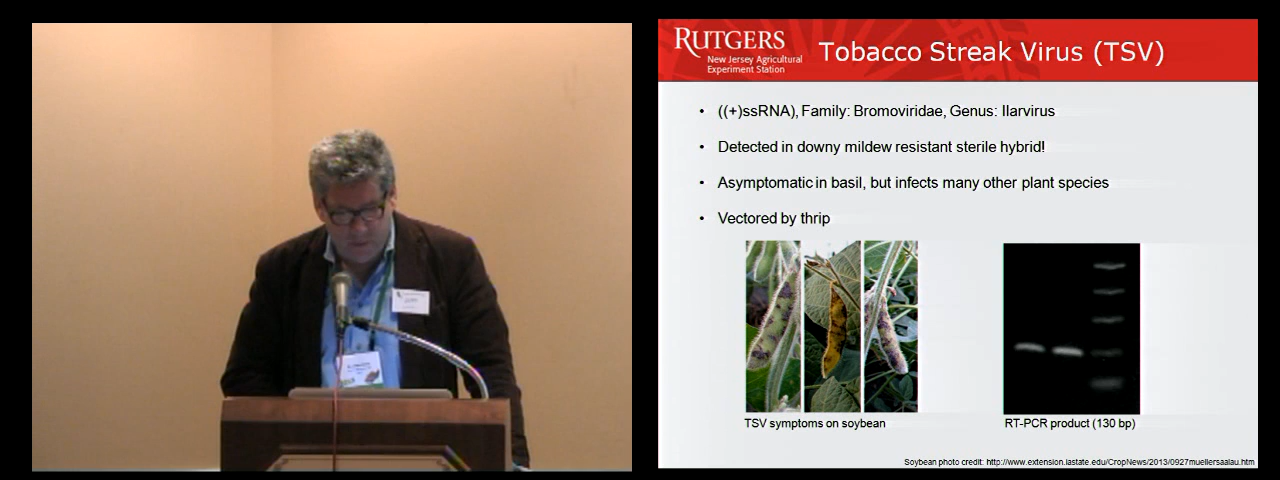 RUTGERS
New Jersey Agricultural
Experiment Station
Tobacco Streak Virus (TSV)
• ((+)ssRNA), Family: Bromoviridae, Genus: Ilarvirus
• Detected in downy mildew resistant sterile hybrid!
• Asymptomatic in basil, but infects many other plant species
• Vectored by thrip
TSV symptoms on soybean
RT-PCR product (130 bp)
Soybean photo credit: http://www.extension.iastate.edu/CropNews/2013/0927muellersaalau.htm